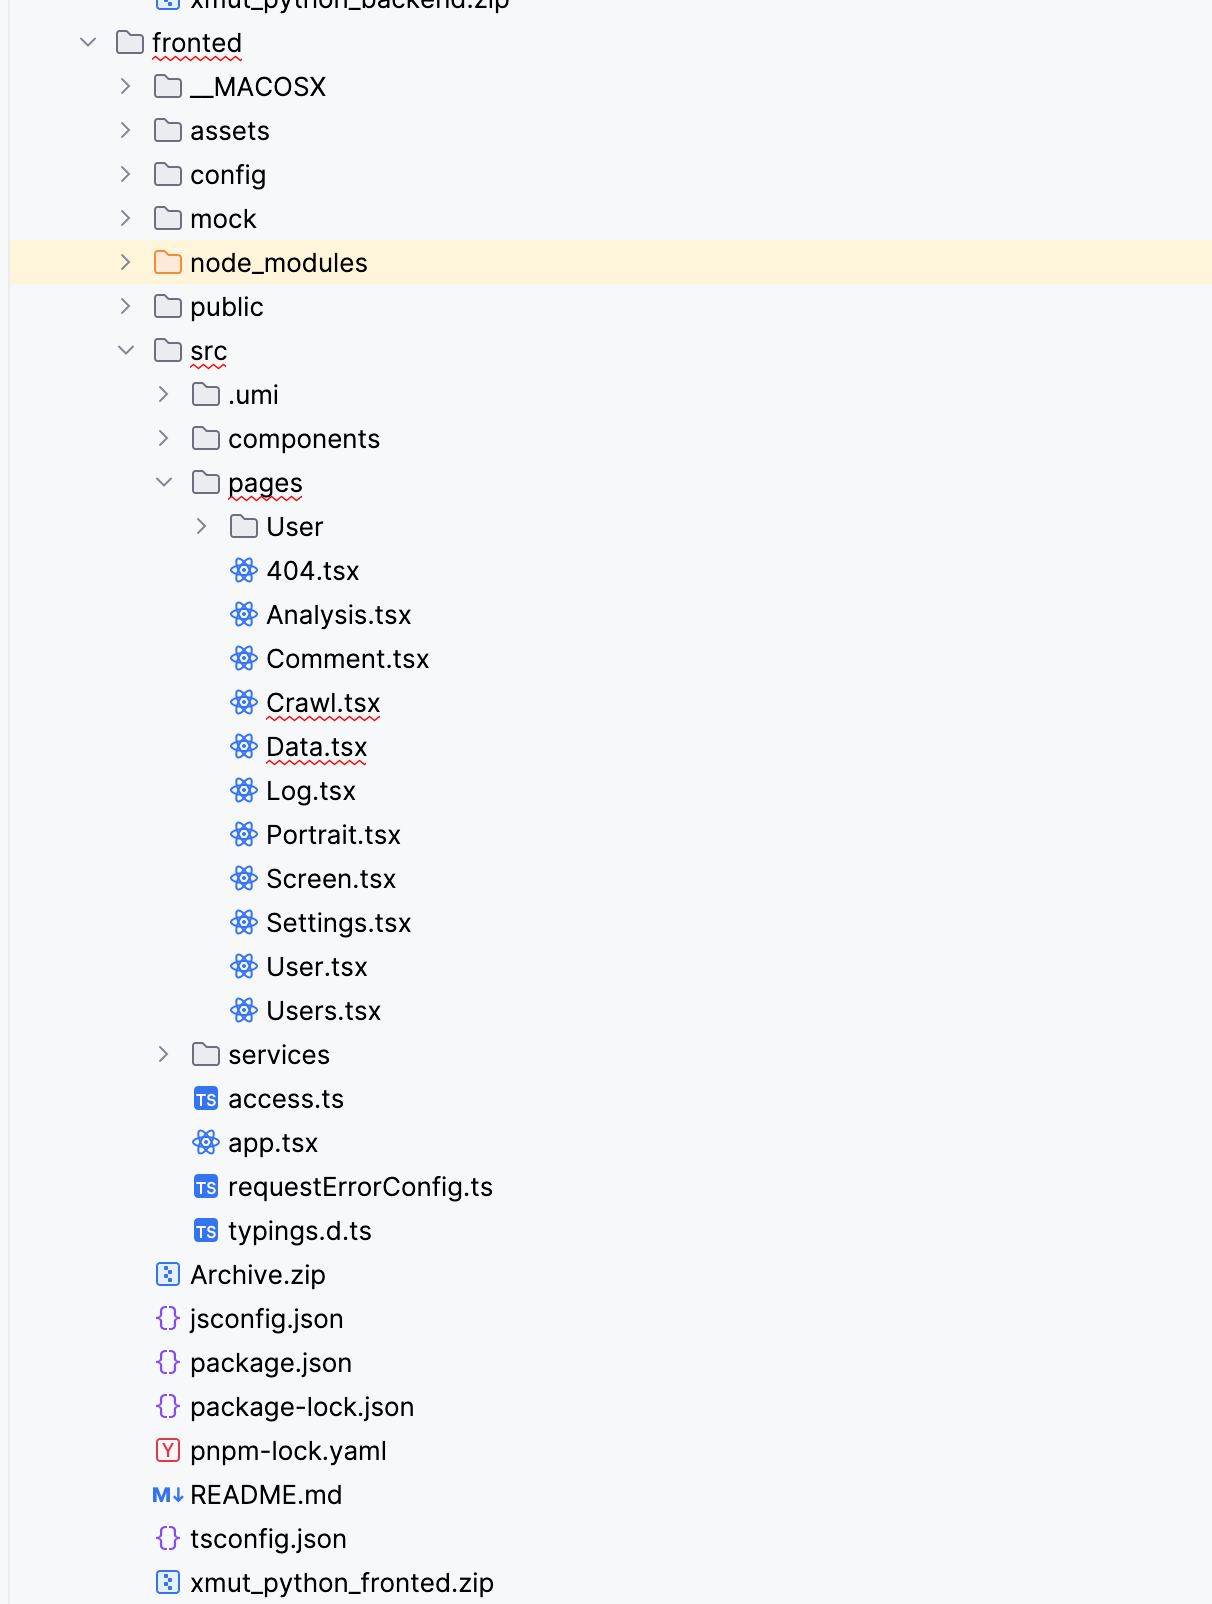 xmut_python_backend.zip
fronted
__MACOSX
assets
config
mock
node_modules
public
src
.umi
components
pages
User
404.tsx
Analysis.tsx
Comment.tsx
Crawl.tsx
Data.tsx
Log.tsx
Portrait.tsx
Screen.tsx
Settings.tsx
User.tsx
Users.tsx
services
TS access.ts
app.tsx
TS requestErrorConfig.ts
TS typings.d.ts
Archive.zip
{} jsconfig.json
{} package.json
{} package-lock.json
Y pnpm-lock.yaml
M↓ README.md
{} tsconfig.json
xmut_python_fronted.zip